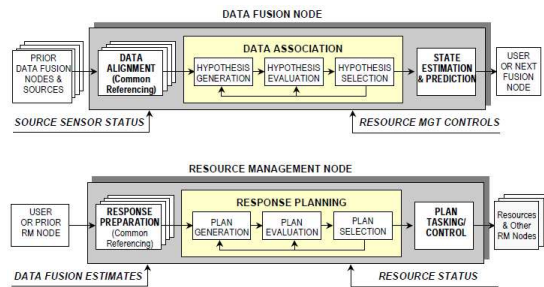 DATA FUSION NODE
PRIOR
DATA FUSION
NODES &
SOURCES
DATA
ALIGNMENT
(Common
Referencing)
DATA ASSOCIATION
HYPOTHESIS
GENERATION
HYPOTHESIS
EVALUATION
HYPOTHESIS
SELECTION
STATE
ESTIMATION
& PREDICTION
USER
OR NEXT
FUSION
NODE
SOURCE SENSOR STATUS
RESOURCE MGT CONTROLS
RESOURCE MANAGEMENT NODE
USER
OR PRIOR
RM NODE
RESPONSE
PREPARATION
(Common
Referencing)
RESPONSE PLANNING
PLAN
GENERATION
PLAN
EVALUATION
PLAN
SELECTION
PLAN
TASKING/
CONTROL
Resources
& Other
RM Nodes
DATA FUSION ESTIMATES
RESOURCE STATUS